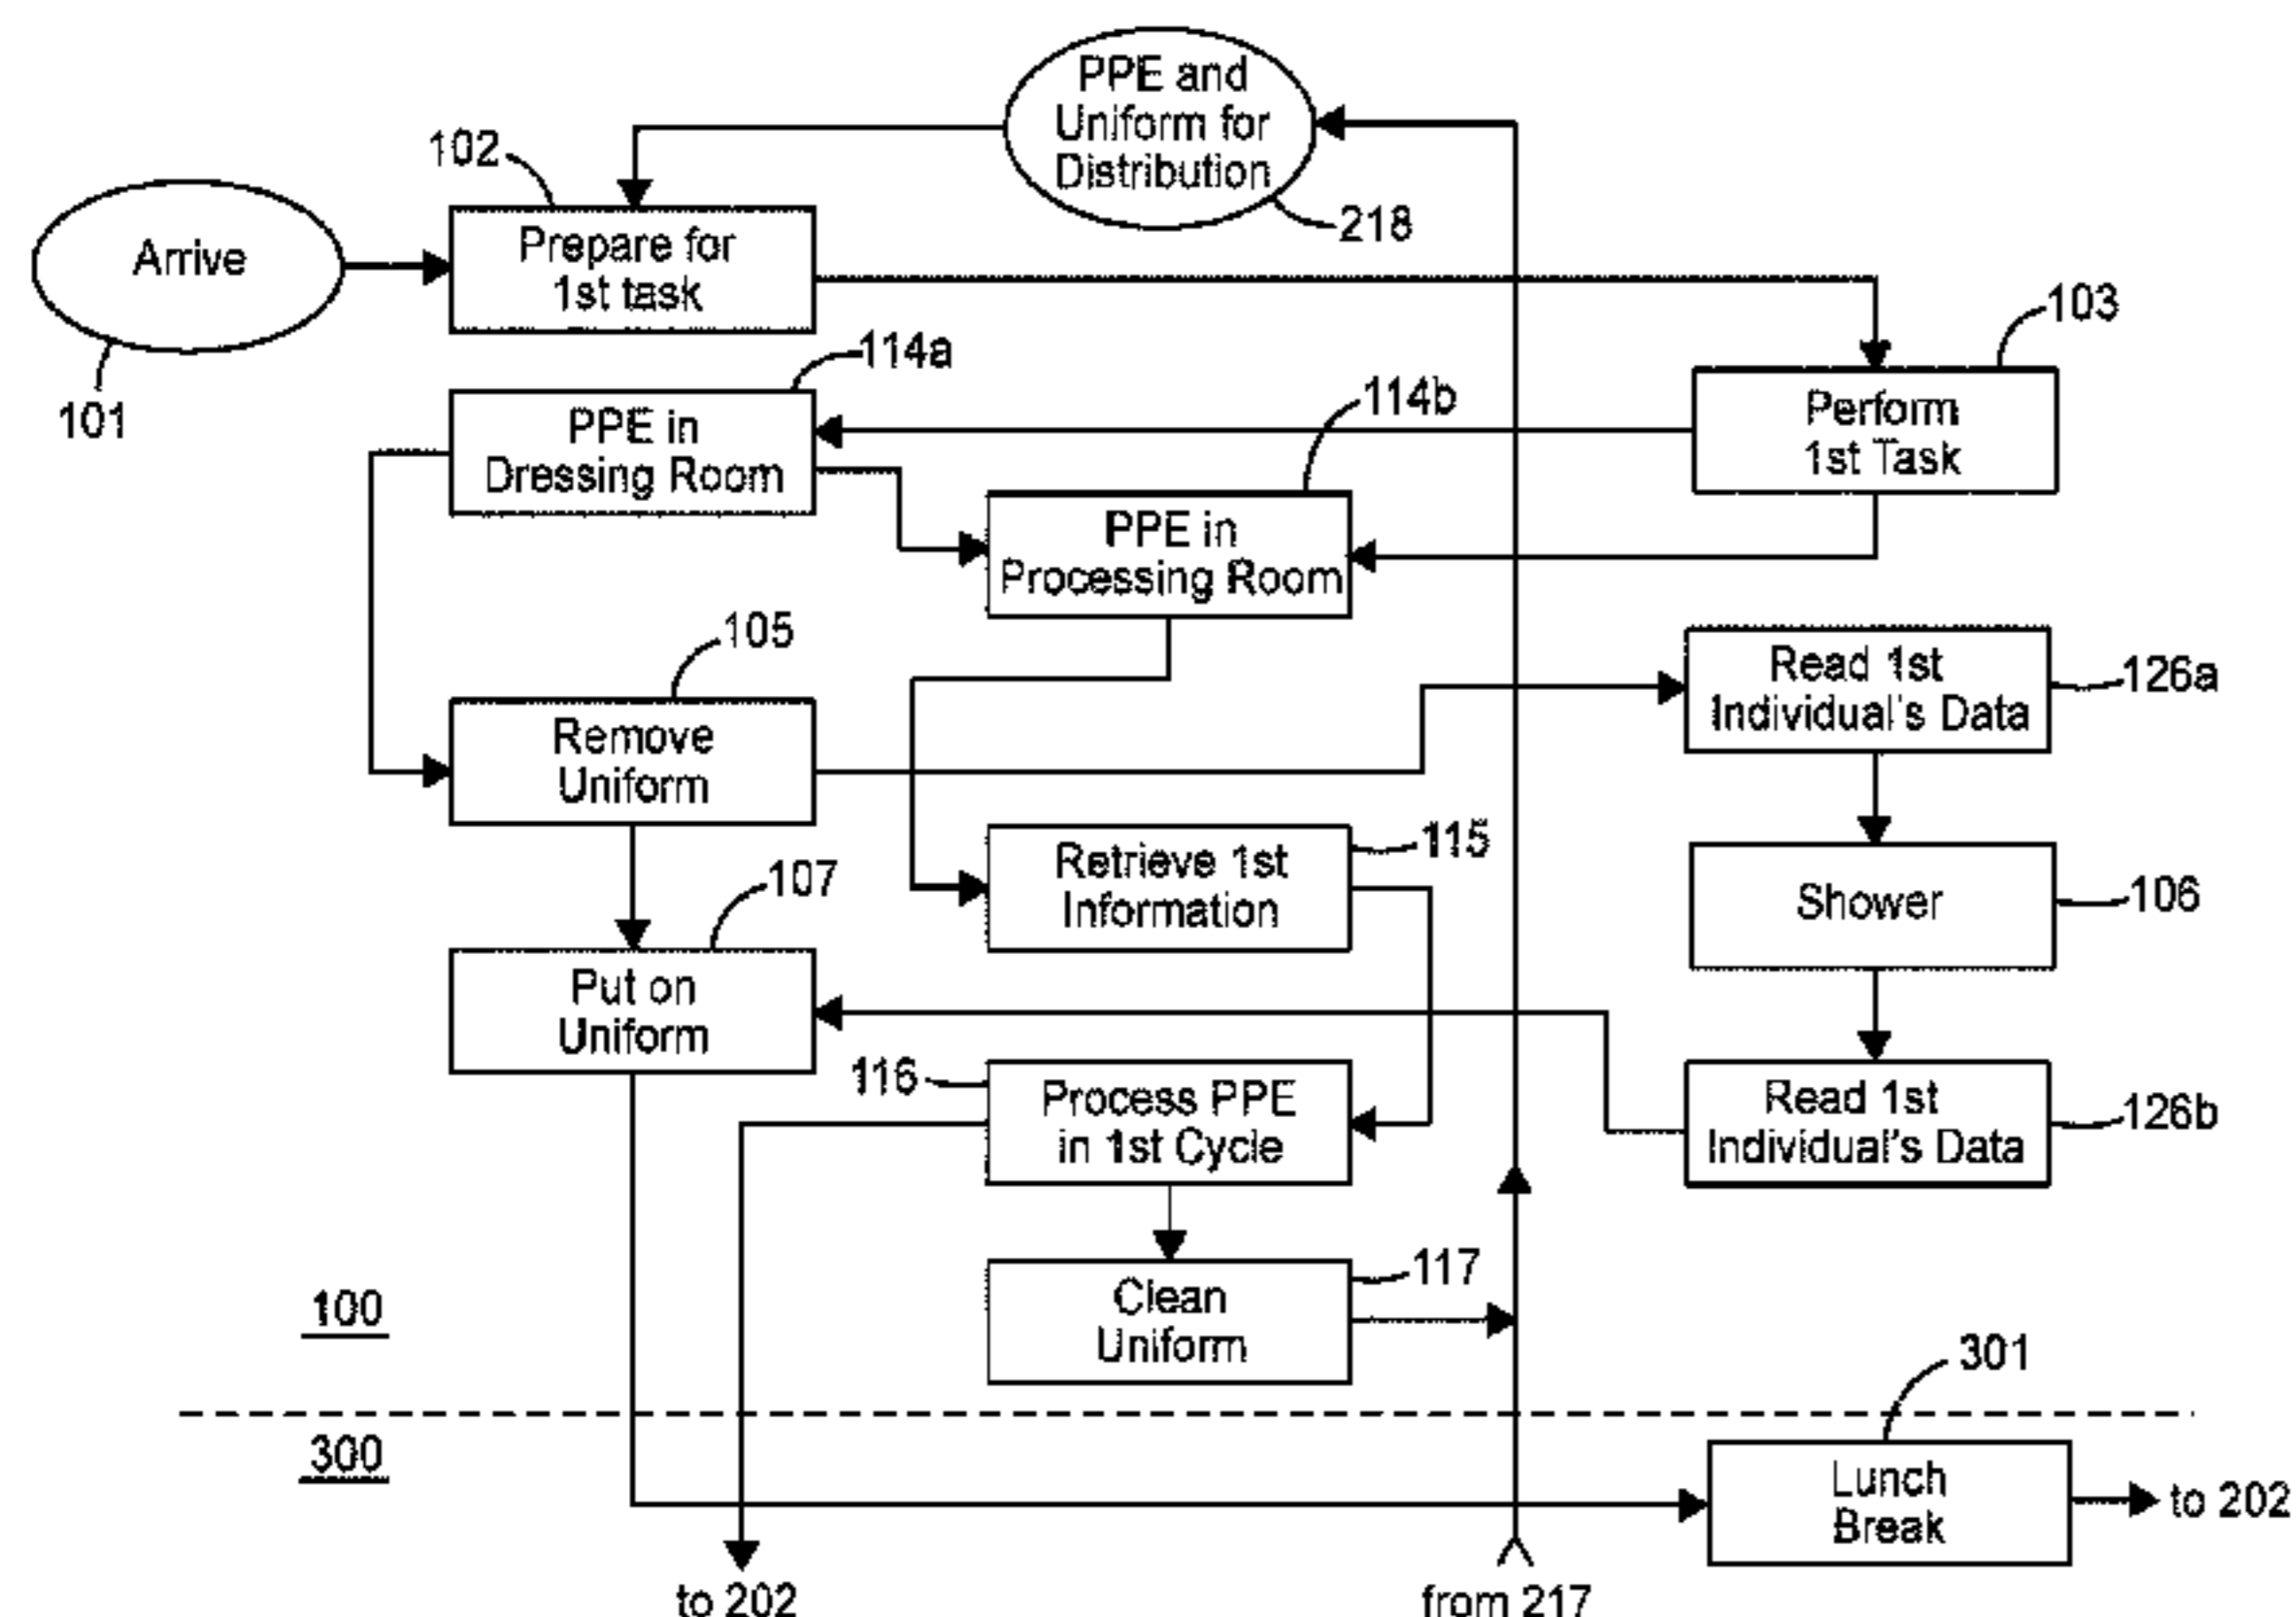 PPE and
Uniform for
Distribution
218
102
Arrive
101
Prepare for
1st task
103
114a
PPE in
Dressing Room
114b
Perform
1st Task
PPE in
Processing Room
105
Remove
Uniform
Read 1st
Individual's Data
126a
107
Retrieve 1st
Information
115
Shower
106
Put on
Uniform
116
Process PPE
in 1st Cycle
Read 1st
Individual's Data
126b
Clean
Uniform
117
100
300
301
Lunch
Break
to 202
to 202
from 217